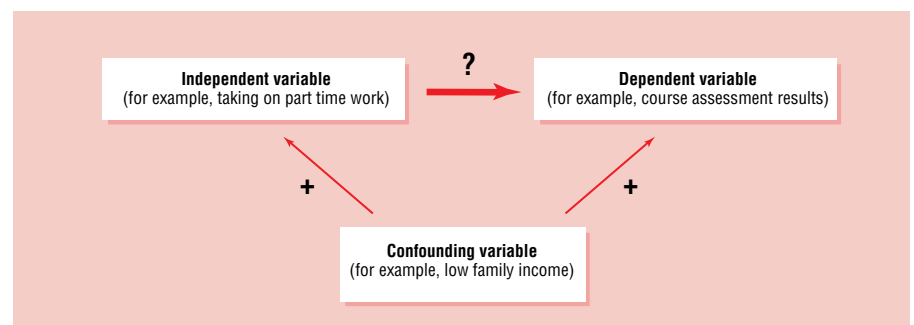 ?
Independent variable
(for example, taking on part time work)
Dependent variable
(for example, course assessment results)
+
+
Confounding variable
(for example, low family income)